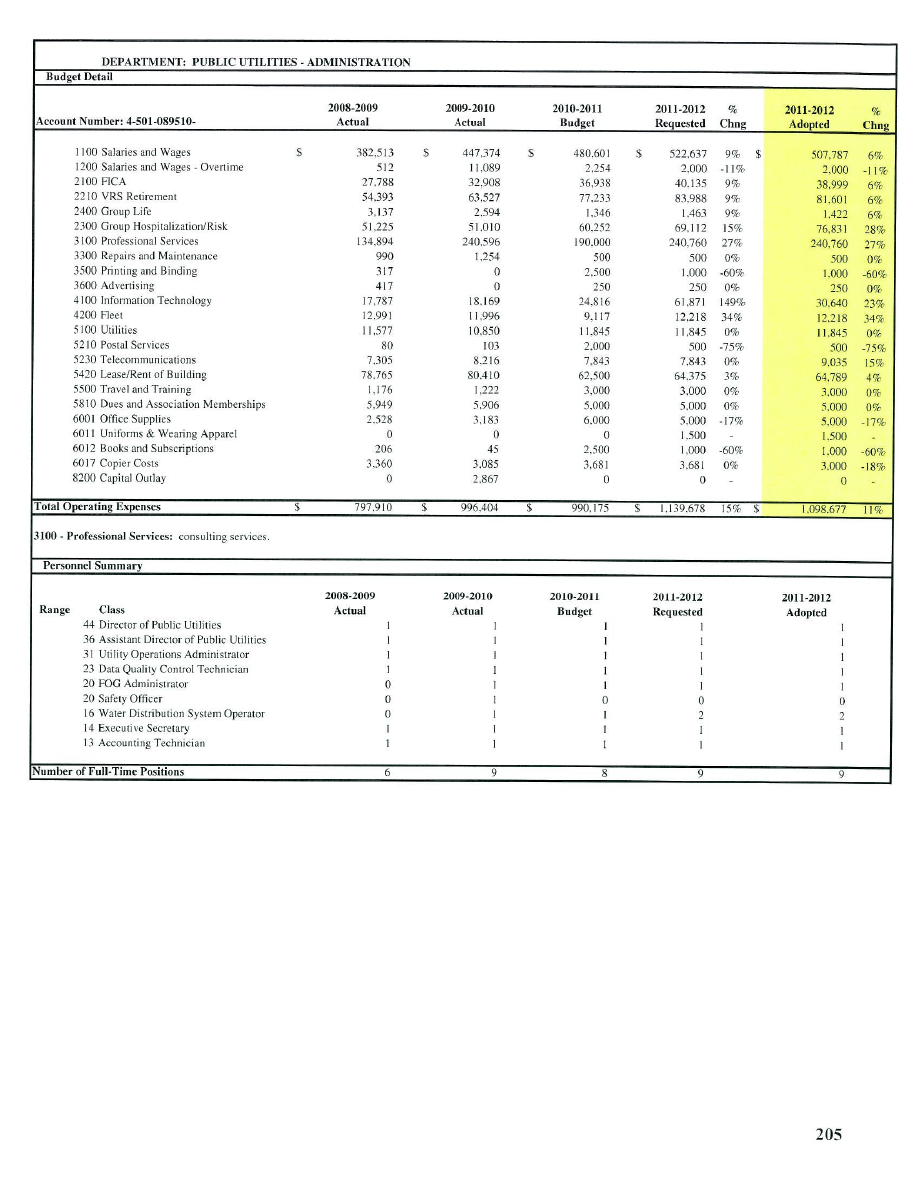 DEPARTMENT: PUBLIC UTILITIES - ADMINISTRATION
Budget Detail
2008-2009 2009-2010 2010-2011 2011-2012 % 2011-2012 %
Account Number: 4-501-089510- Actual Actual Budget Requested Chng Adopted Chng
1100 Salaries and Wages $ 382,513 $ 447,374 $ 480,601 $ 522,637 9% $ 507,787 6%
1200 Salaries and Wages - Overtime 512 11,089 2,254 2,000 -11% 2,000 -11%
2100 FICA 27,788 32,908 36,938 40,135 9% 38,999 6%
2210 VRS Retirement 54,393 63,527 77,233 83,988 9% 81,601 6%
2400 Group Life 3,137 2,594 1,346 1,463 9% 1,422 6%
2300 Group Hospitalization/Risk 51,225 51,010 60,252 69,112 15% 76,831 28%
3100 Professional Services 134,894 240,596 190,000 240,760 27% 240,760 27%
3300 Repairs and Maintenance 990 1,254 500 500 0% 500 0%
3500 Printing and Binding 317 0 2,500 1,000 -60% 1,000 -60%
3600 Advertising 417 0 250 250 0% 250 0%
4100 Information Technology 17,787 18,169 24,816 61,871 149% 30,640 23%
4200 Fleet 12,991 11,996 9,117 12,218 34% 12,218 34%
5100 Utilities 11,577 10,850 11,845 11,845 0% 11,845 0%
5210 Postal Services 80 103 2,000 500 -75% 500 -75%
5230 Telecommunications 7,305 8,216 7,843 7,843 0% 9,035 15%
5420 Lease/Rent of Building 78,765 80,410 62,500 64,375 3% 64,789 4%
5500 Travel and Training 1,176 1,222 3,000 3,000 0% 3,000 0%
5810 Dues and Association Memberships 5,949 5,906 5,000 5,000 0% 5,000 0%
6001 Office Supplies 2,528 3,183 6,000 5,000 -17% 5,000 -17%
6011 Uniforms & Wearing Apparel 0 0 0 1,500 - 1,500 -
6012 Books and Subscriptions 206 45 2,500 1,000 -60% 1,000 -60%
6017 Copier Costs 3,360 3,085 3,681 3,681 0% 3,000 -18%
8200 Capital Outlay 0 2,867 0 0 - 0 -
Total Operating Expenses $ 797,910 $ 996,404 $ 990,175 $ 1,139,678 15% $ 1,098,677 11%
3100 - Professional Services: consulting services.
Personnel Summary
2008-2009 2009-2010 2010-2011 2011-2012 2011-2012
Range Class Actual Actual Budget Requested Adopted
44 Director of Public Utilities 1 1 1 1 1
36 Assistant Director of Public Utilities 1 1 1 1 1
31 Utility Operations Administrator 1 1 1 1 1
23 Data Quality Control Technician 1 1 1 1 1
20 FOG Administrator 0 1 1 1 1
20 Safety Officer 0 1 0 0 0
16 Water Distribution System Operator 0 1 1 2 2
14 Executive Secretary 1 1 1 1 1
13 Accounting Technician 1 1 1 1 1
Number of Full-Time Positions 6 9 8 9 9
205